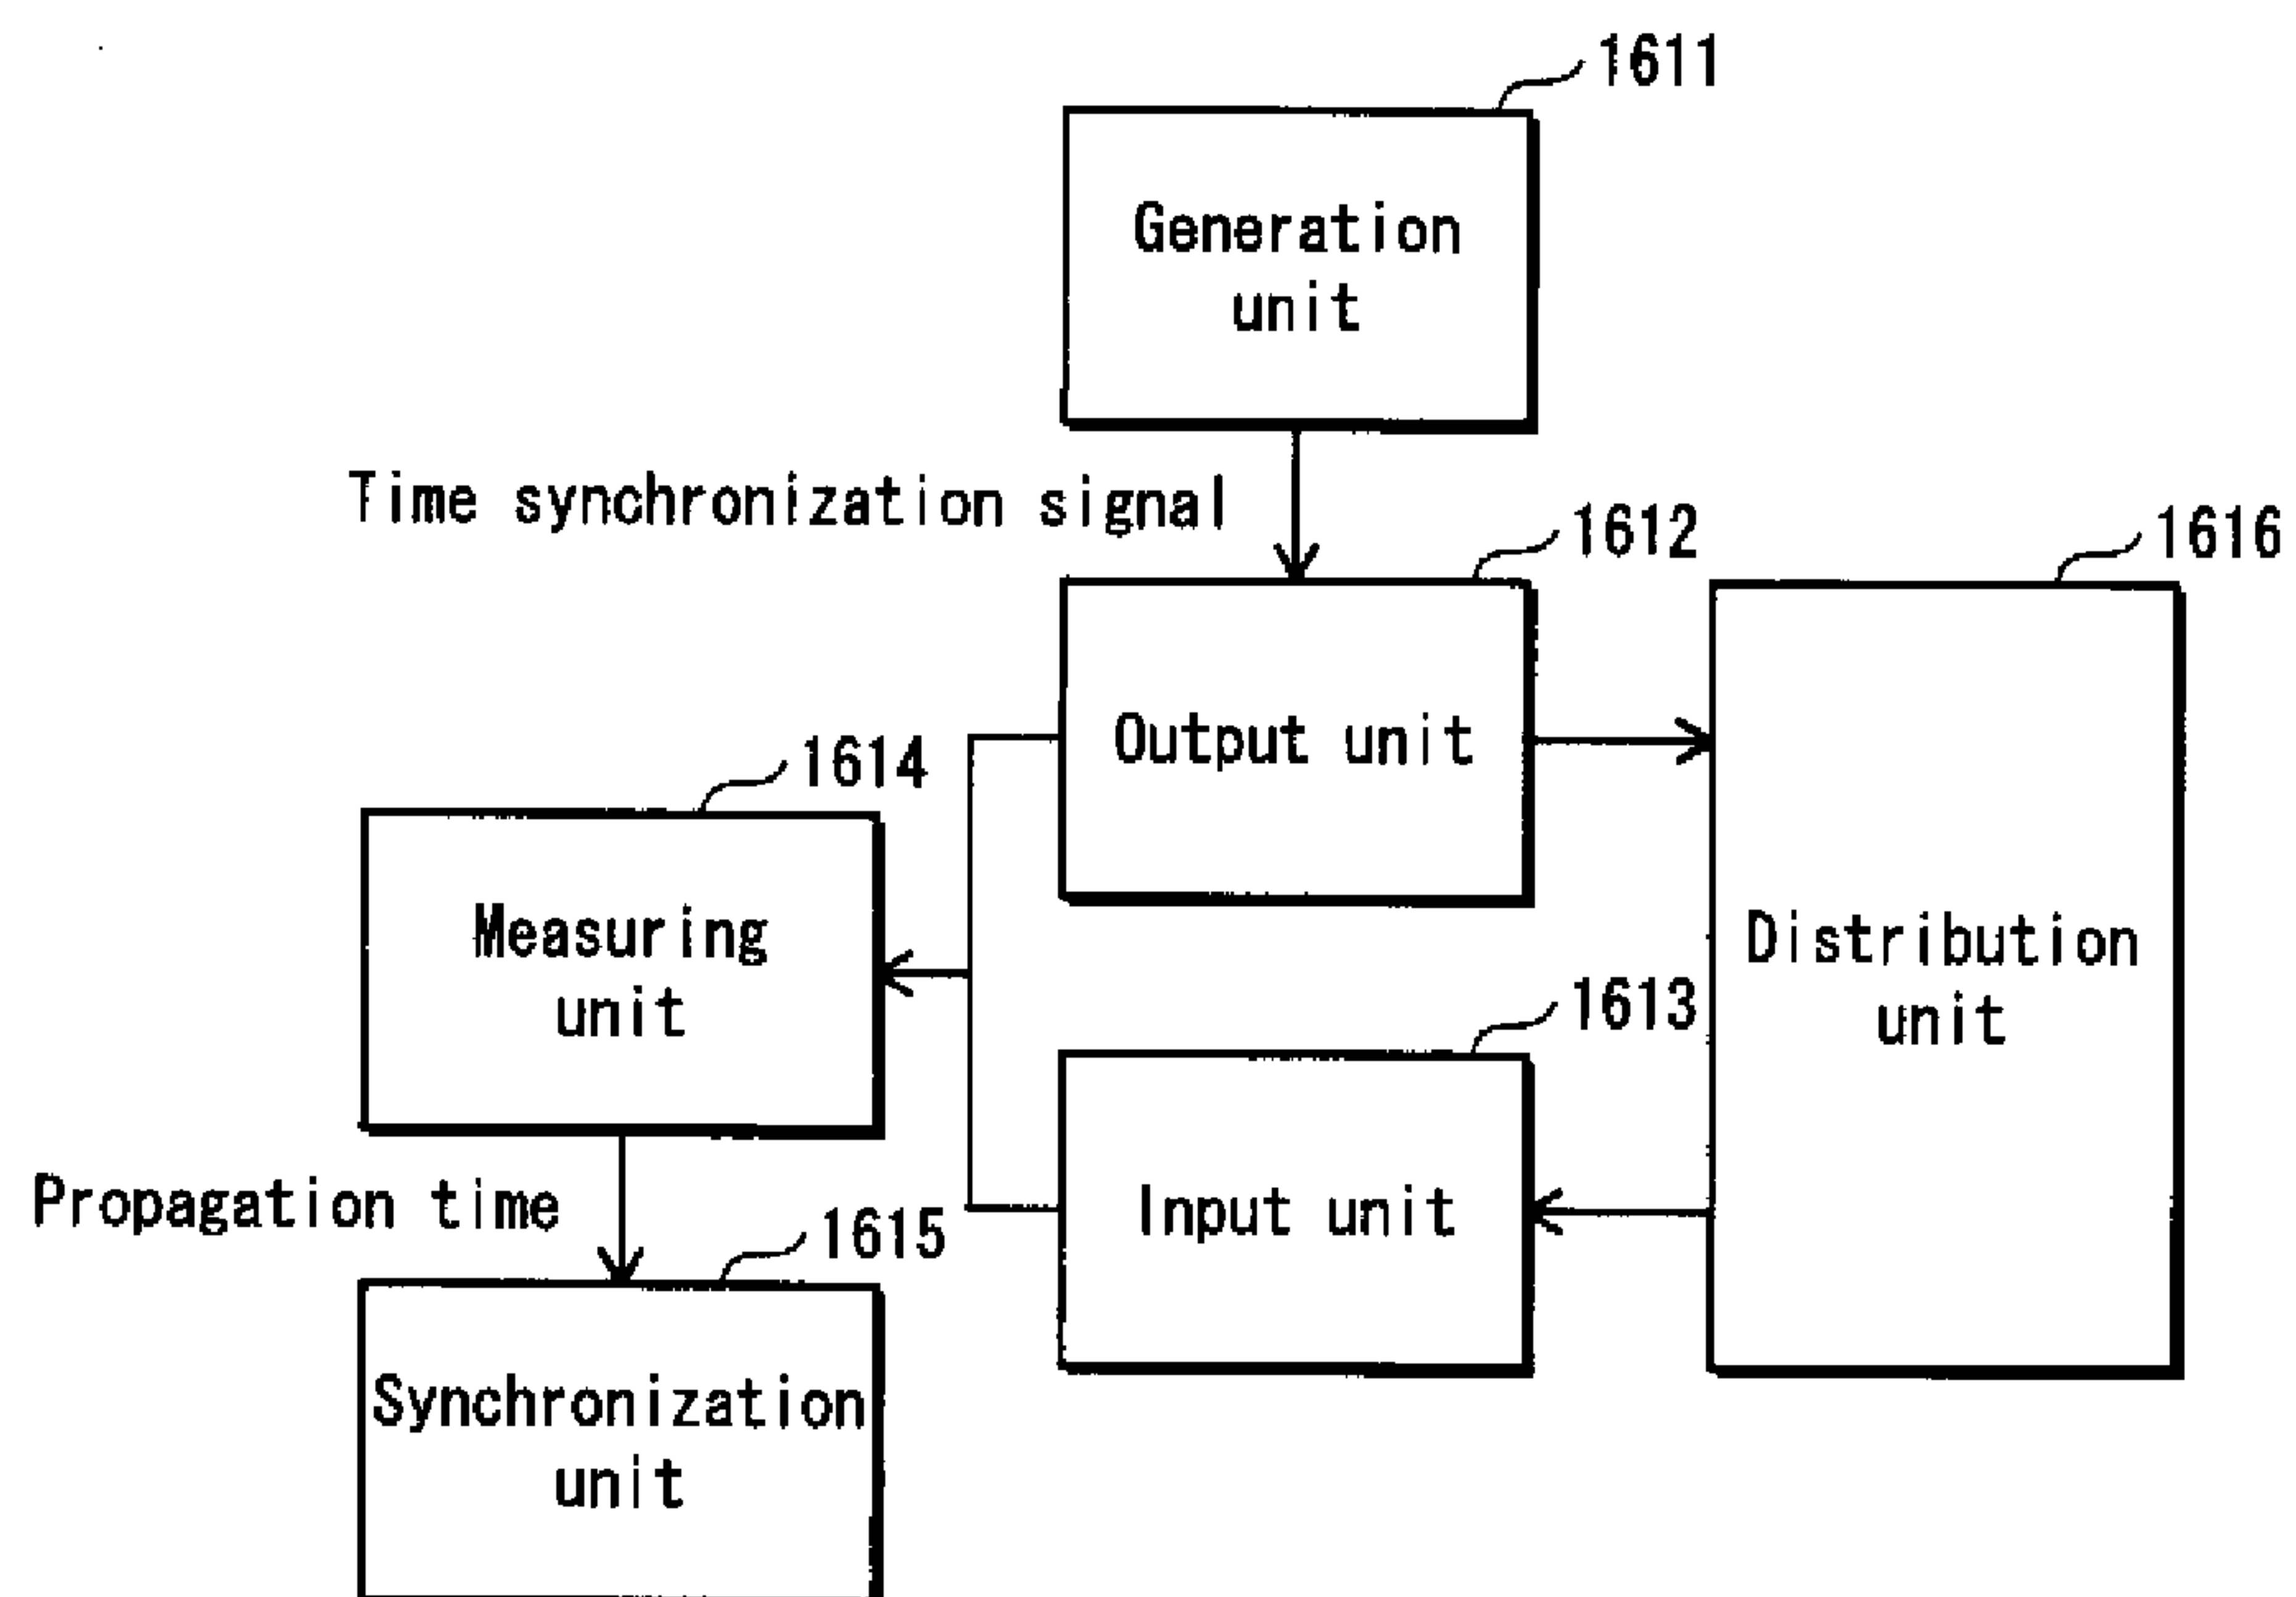 1611
Generation
unit
Time synchronization signal
1612
1616
Output unit
1614
Measuring
unit
Distribution
unit
1613
Propagation time
1615
Input unit
Synchronization
unit